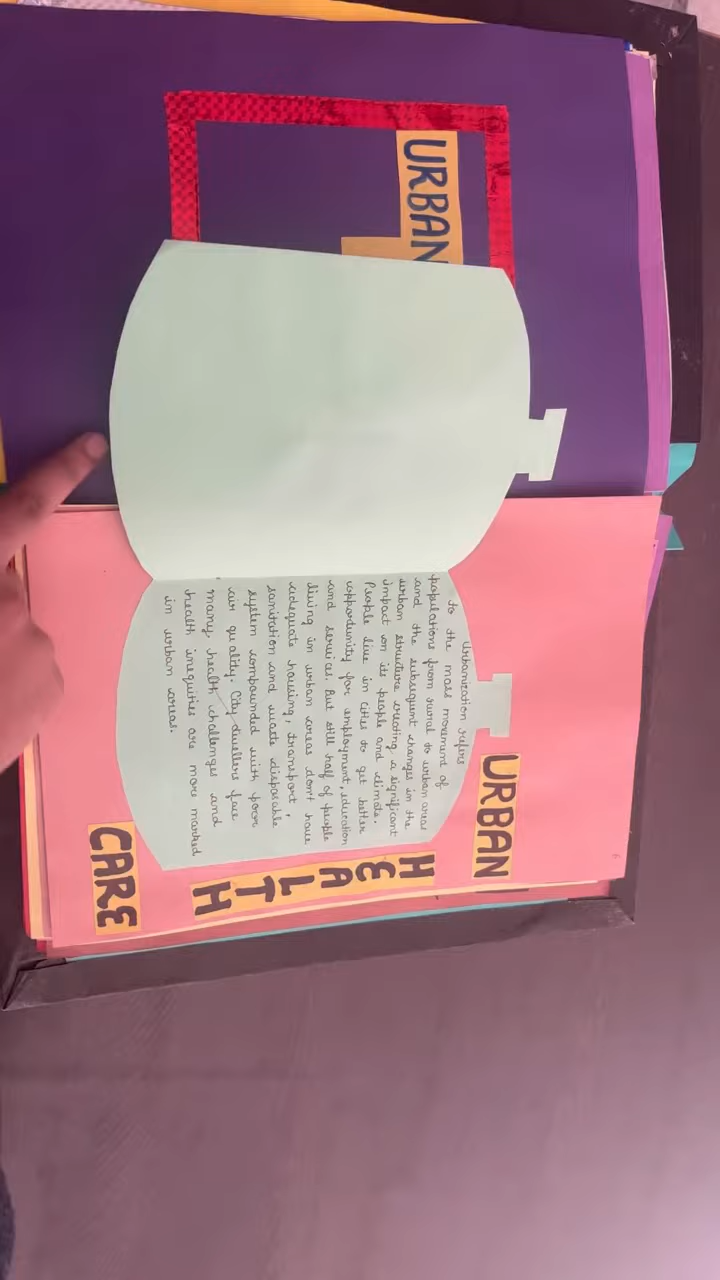 URBAN
Urbanization refers
to the mass movement of
populations from rural to urban areas
and the subsequent changes in the
urban structure creating a significant
impact on its people and climate.
People live in cities to get better
opportunity for employment, education
and services. But still half of people
living in urban areas don't have
adequate housing, transport,
sanitation and waste disposable
system compounded with poor
air quality. City dwellers face
many health challenges and
health inequities are more marked
in urban areas.
URBAN
HEALTH
CARE